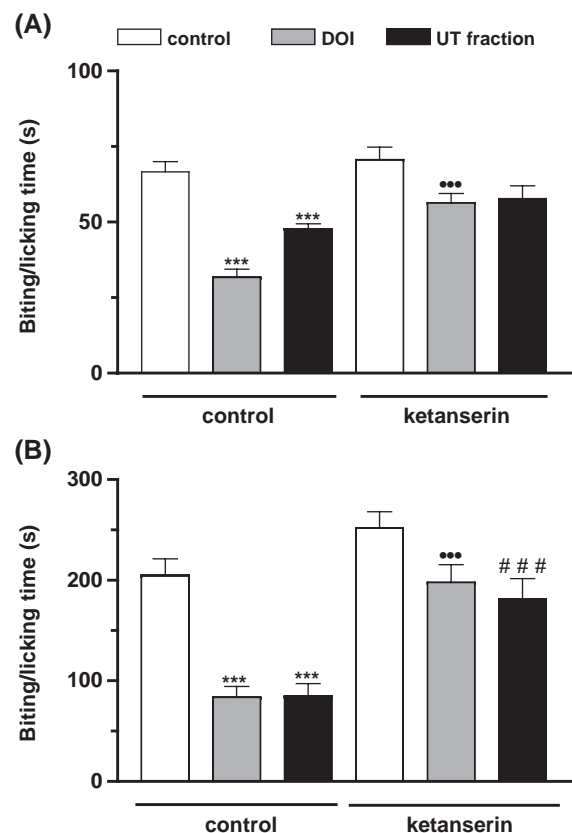 (A)
control DOI UT fraction
Biting/licking time (s)
100
50
0
***
***
•••
control ketanserin
(B)
Biting/licking time (s)
300
200
100
0
***
***
•••
# # #
control ketanserin